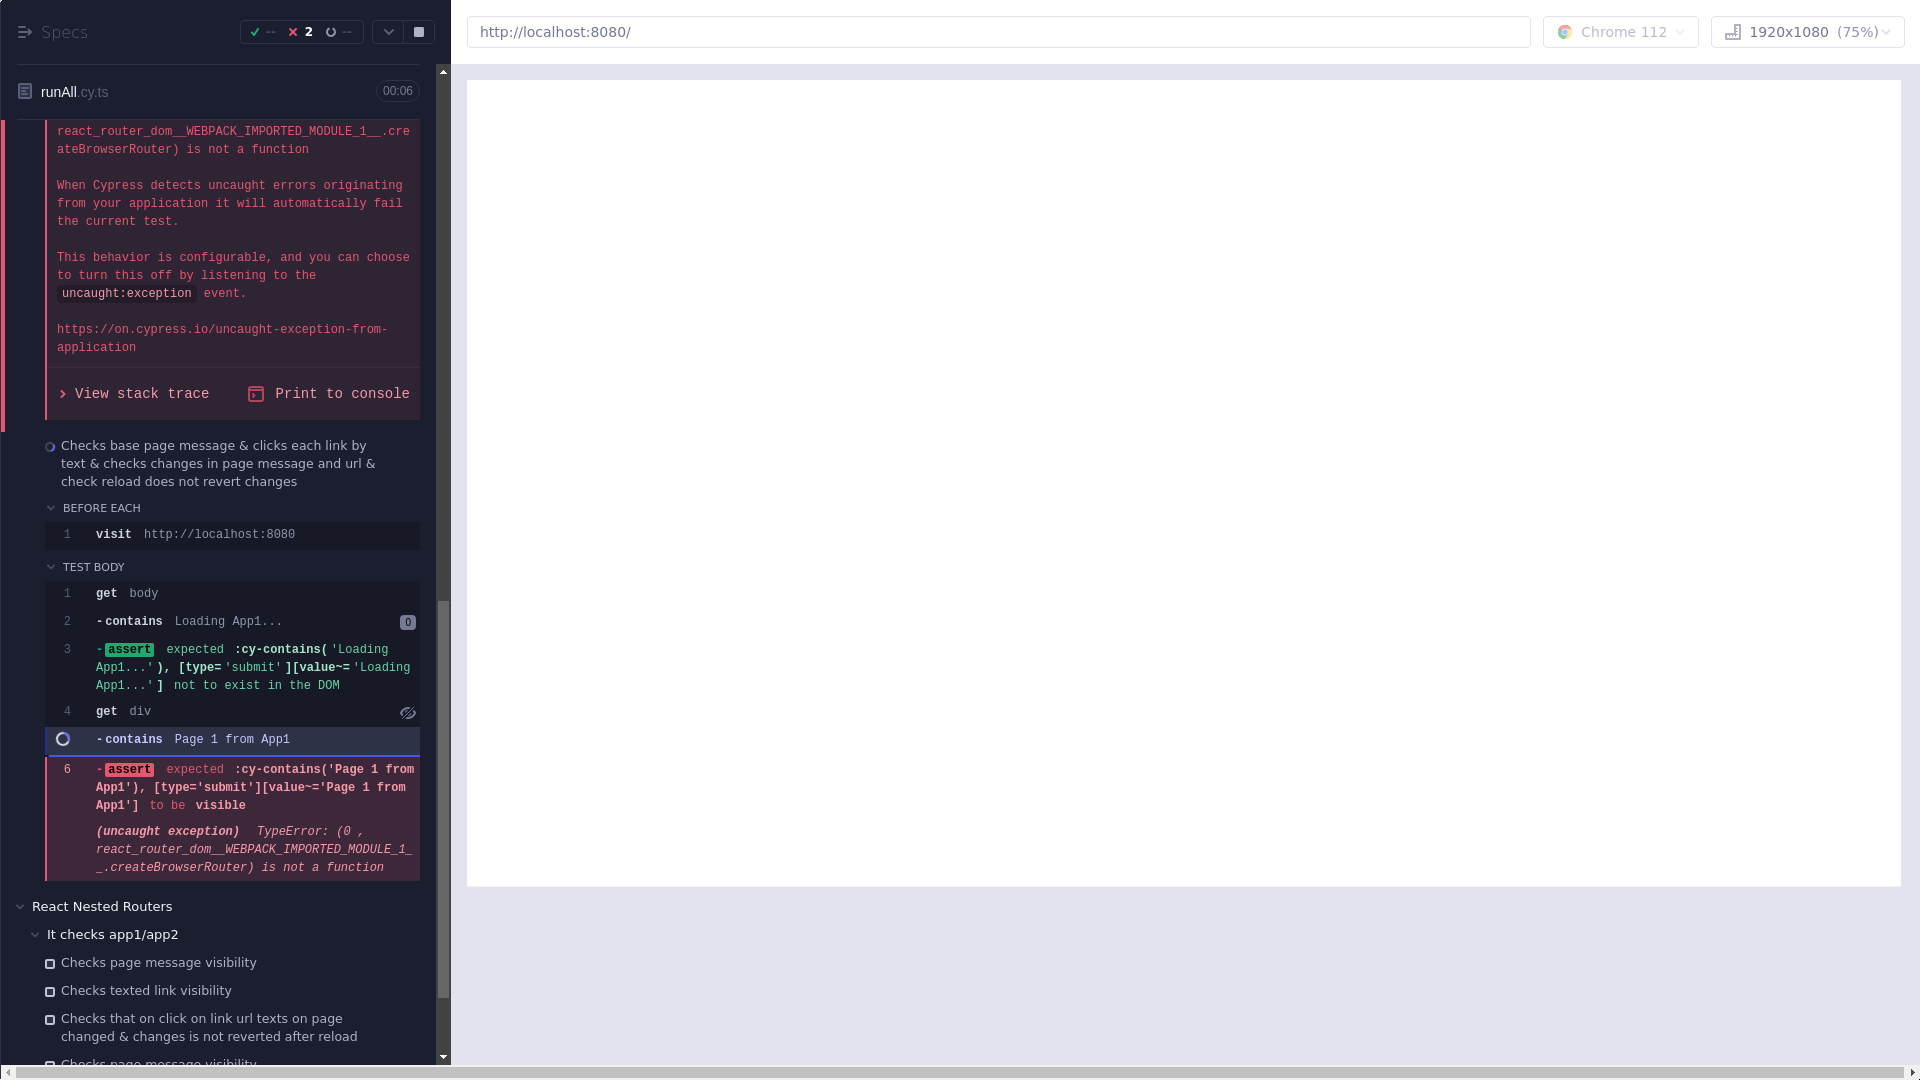 Specs
-- 2 --
http://localhost:8080/
Chrome 112
1920x1080 (75%)
runAll.cy.ts
00:06
react_router_dom__WEBPACK_IMPORTED_MODULE_1__.cre
ateBrowserRouter) is not a function
When Cypress detects uncaught errors originating
from your application it will automatically fail
the current test.
This behavior is configurable, and you can choose
to turn this off by listening to the
uncaught:exception event.
https://on.cypress.io/uncaught-exception-from-
application
View stack trace
Print to console
Checks base page message & clicks each link by
text & checks changes in page message and url &
check reload does not revert changes
BEFORE EACH
1 visit http://localhost:8080
TEST BODY
1 get body
2 -contains Loading App1... 0
3 -assert expected :cy-contains('Loading
App1...'), [type='submit'][value~='Loading
App1...'] not to exist in the DOM
4 get div
-contains Page 1 from App1
6 -assert expected :cy-contains('Page 1 from
App1'), [type='submit'][value~='Page 1 from
App1'] to be visible
(uncaught exception) TypeError: (0 ,
react_router_dom__WEBPACK_IMPORTED_MODULE_1_
_.createBrowserRouter) is not a function
React Nested Routers
It checks app1/app2
Checks page message visibility
Checks texted link visibility
Checks that on click on link url texts on page
changed & changes is not reverted after reload
Checks page message visibility